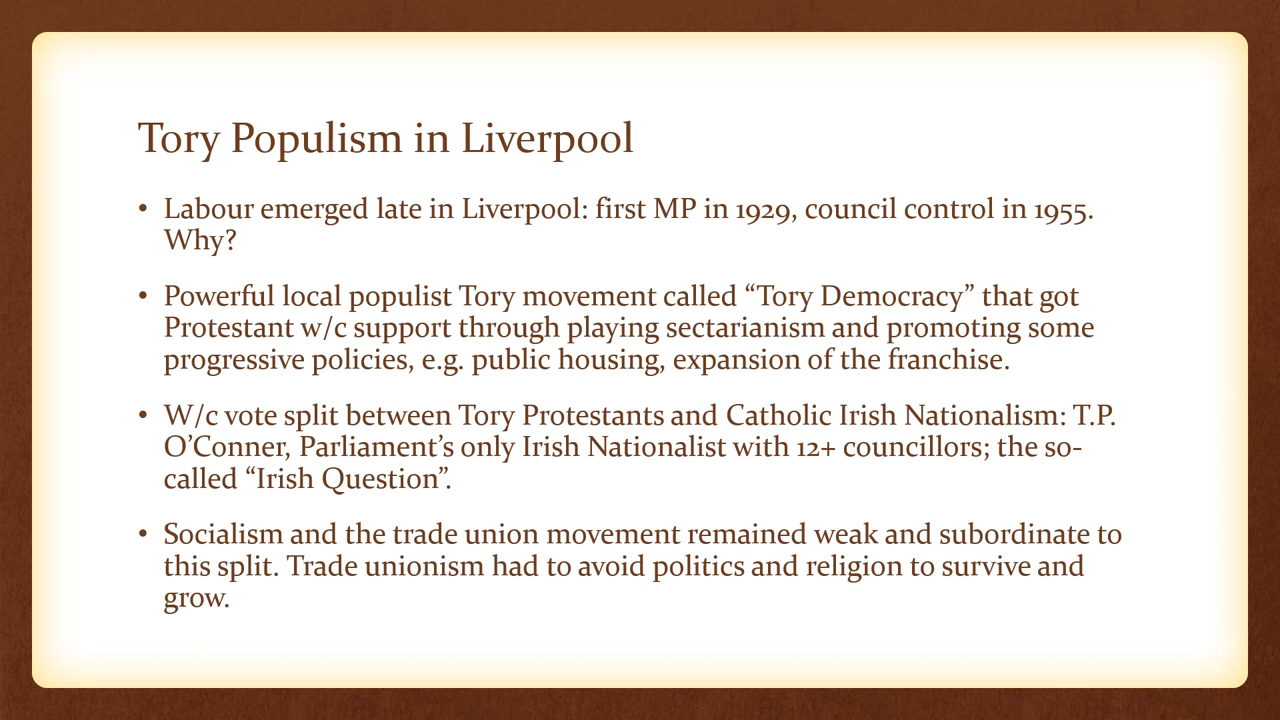 Tory Populism in Liverpool
• Labour emerged late in Liverpool: first MP in 1929, council control in 1955.
Why?
• Powerful local populist Tory movement called “Tory Democracy” that got
Protestant w/c support through playing sectarianism and promoting some
progressive policies, e.g. public housing, expansion of the franchise.
• W/c vote split between Tory Protestants and Catholic Irish Nationalism: T.P.
O’Conner, Parliament’s only Irish Nationalist with 12+ councillors; the so-
called “Irish Question”.
• Socialism and the trade union movement remained weak and subordinate to
this split. Trade unionism had to avoid politics and religion to survive and
grow.